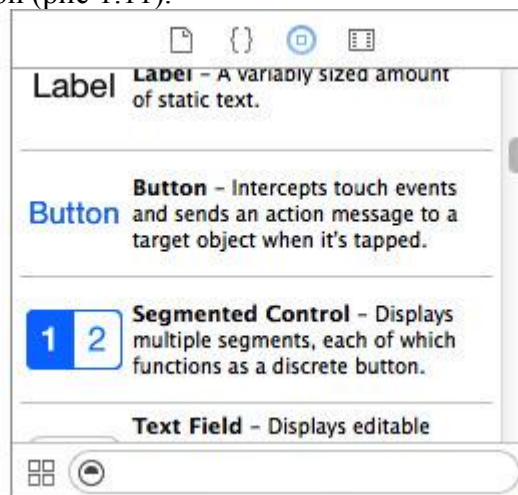 (рис 1.11).
Label
Label – A variably sized amount
of static text.
Button
Button – Intercepts touch events
and sends an action message to a
target object when it's tapped.
1 2
Segmented Control – Displays
multiple segments, each of which
functions as a discrete button.
Text Field – Displays editable